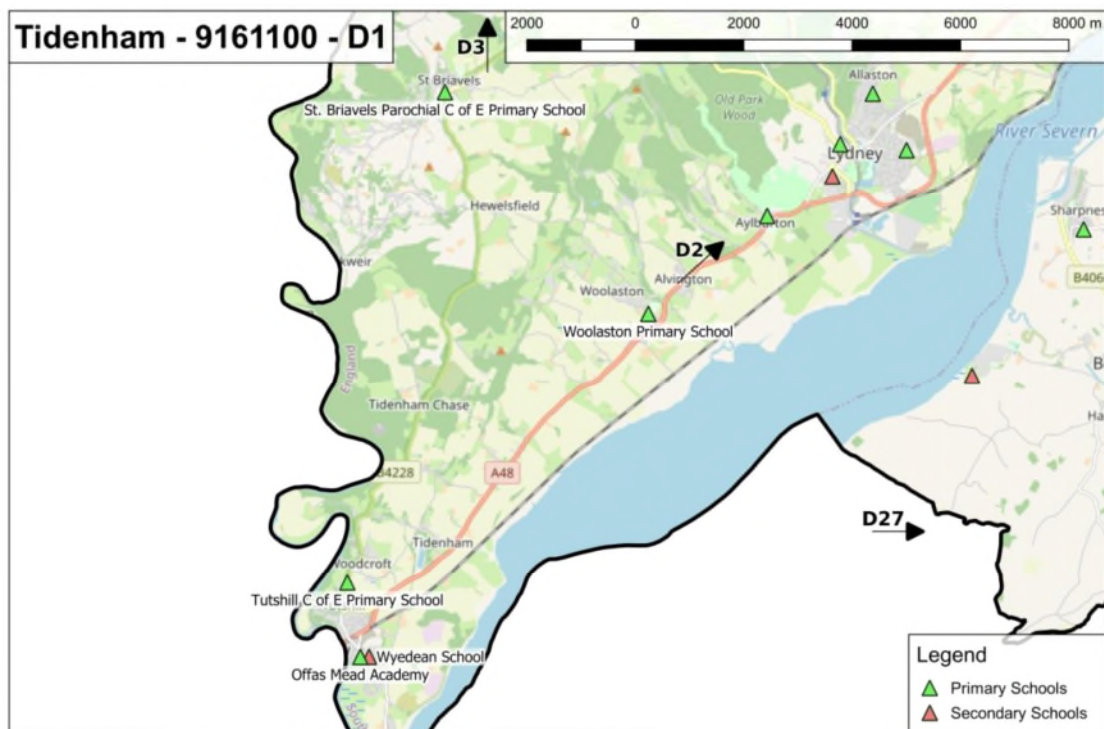 Tidenham - 9161100 - D1
D3
2000 0 2000 4000 6000 8000 m
St Briavels
St. Briavels Parochial C of E Primary School
Allaston
Old Park
Wood
River Severn
Lydney
Hewelsfield
Aylburton
Sharpnes
D2
kweir
Alvington
B406
Woolaston
Woolaston Primary School
England
Tidenham Chase
B4228
A48
D27
Tidenham
Woodcroft
Tutshill C of E Primary School
Wyedean School
Offas Mead Academy
Legend
Primary Schools
Secondary Schools